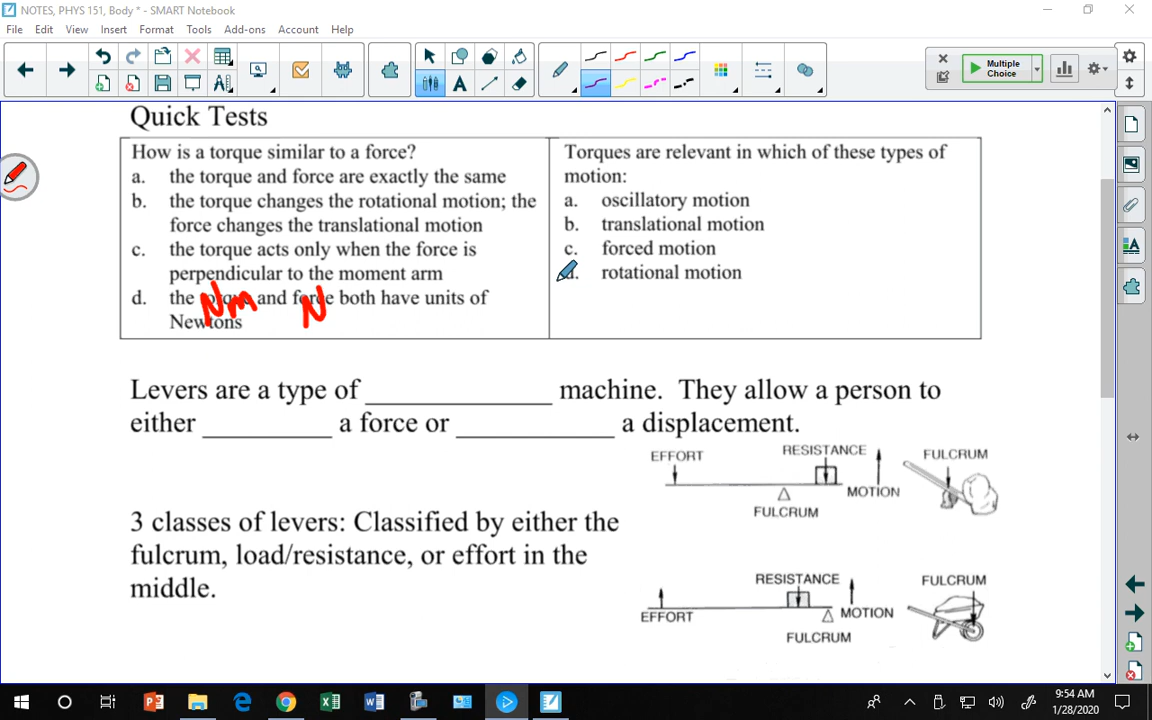 NOTES, PHYS 151, Body * - SMART Notebook
File Edit View Insert Format Tools Add-ons Account Help
Multiple
Choice
Quick Tests
How is a torque similar to a force?
a. the torque and force are exactly the same
b. the torque changes the rotational motion; the
force changes the translational motion
c. the torque acts only when the force is
perpendicular to the moment arm
d. the torque and force both have units of
Newtons
Nm N
Torques are relevant in which of these types of
motion:
a. oscillatory motion
b. translational motion
c. forced motion
d. rotational motion
Levers are a type of ______________ machine. They allow a person to
either __________ a force or ____________ a displacement.
EFFORT
RESISTANCE
MOTION
FULCRUM
FULCRUM
3 classes of levers: Classified by either the
fulcrum, load/resistance, or effort in the
middle.
RESISTANCE
EFFORT
MOTION
FULCRUM
FULCRUM
9:54 AM
1/28/2020